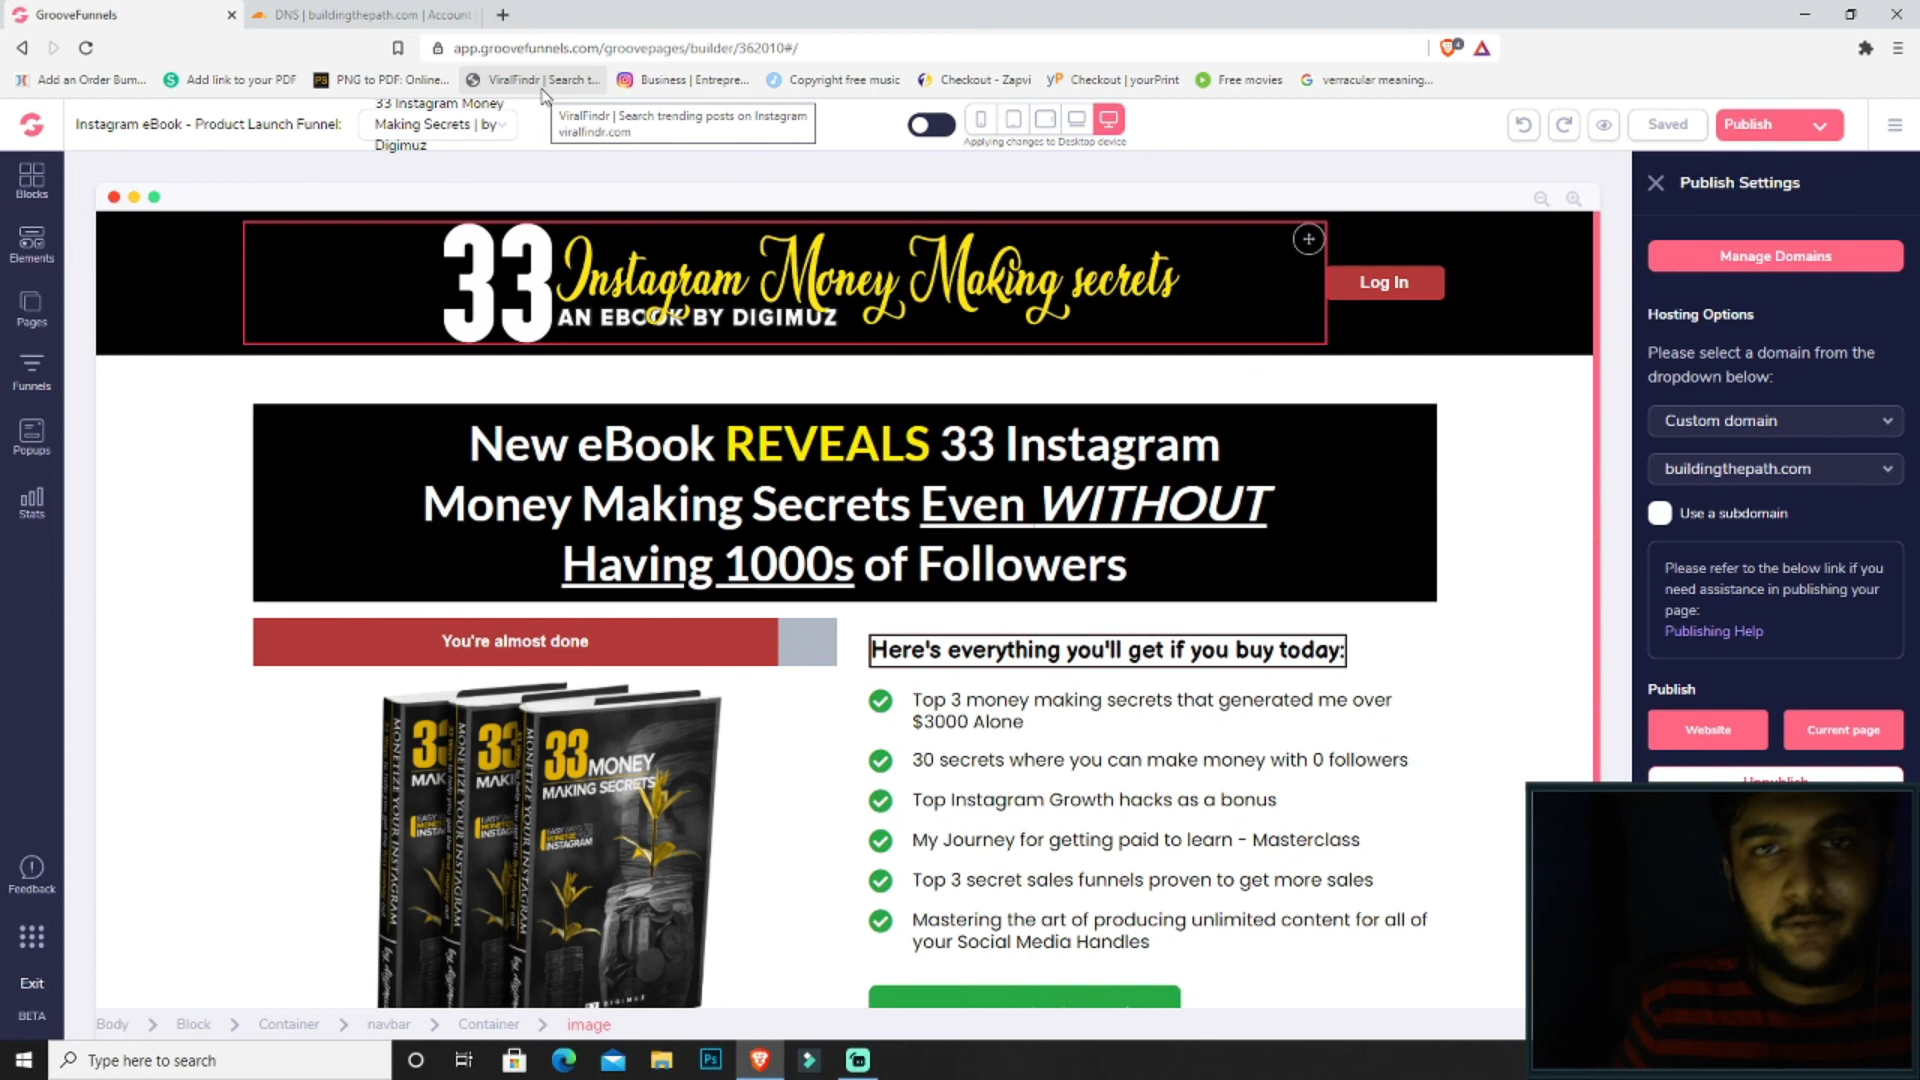 GrooveFunnels
DNS | buildingthepath.com | Account
app.groovefunnels.com/groovepages/builder/362010#/
Add an Order Bum...
Add link to your PDF
PNG to PDF: Online...
ViralFindr | Search t...
Business | Entrepre...
Copyright free music
Checkout - Zapvi
Checkout | yourPrint
Free movies
verracular meaning...
Instagram eBook - Product Launch Funnel:
33 Instagram Money
Making Secrets | by
Digimuz
ViralFindr | Search trending posts on Instagram
viralfindr.com
Applying changes to Desktop device
Saved
Publish
Blocks
Elements
Pages
Funnels
Popups
Stats
Feedback
Exit
BETA
33 Instagram Money Making secrets
AN EBOOK BY DIGIMUZ
Log In
New eBook REVEALS 33 Instagram
Money Making Secrets Even WITHOUT
Having 1000s of Followers
You're almost done
33 MONEY
MAKING SECRETS
Here's everything you'll get if you buy today:
Top 3 money making secrets that generated me over
$3000 Alone
30 secrets where you can make money with 0 followers
Top Instagram Growth hacks as a bonus
My Journey for getting paid to learn - Masterclass
Top 3 secret sales funnels proven to get more sales
Mastering the art of producing unlimited content for all of
your Social Media Handles
Body
Block
Container
navbar
Container
image
Publish Settings
Manage Domains
Hosting Options
Please select a domain from the
dropdown below:
Custom domain
buildingthepath.com
Use a subdomain
Please refer to the below link if you
need assistance in publishing your
page:
Publishing Help
Publish
Website
Current page
Unpublish
Type here to search